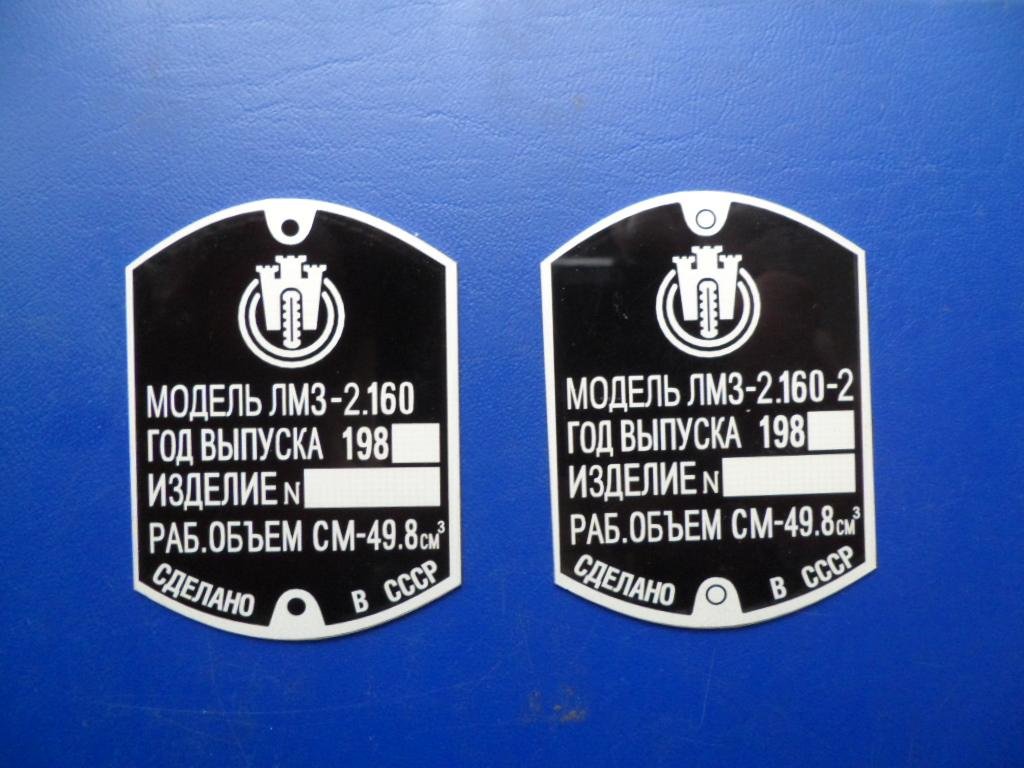 МОДЕЛЬ ЛМЗ-2.160
ГОД ВЫПУСКА 198
ИЗДЕЛИЕ N
РАБ.ОБЪЕМ СМ-49.8см³
СДЕЛАНО В СССР
МОДЕЛЬ ЛМЗ-2.160-2
ГОД ВЫПУСКА 198
ИЗДЕЛИЕ N
РАБ.ОБЪЕМ СМ-49.8см³
СДЕЛАНО В СССР